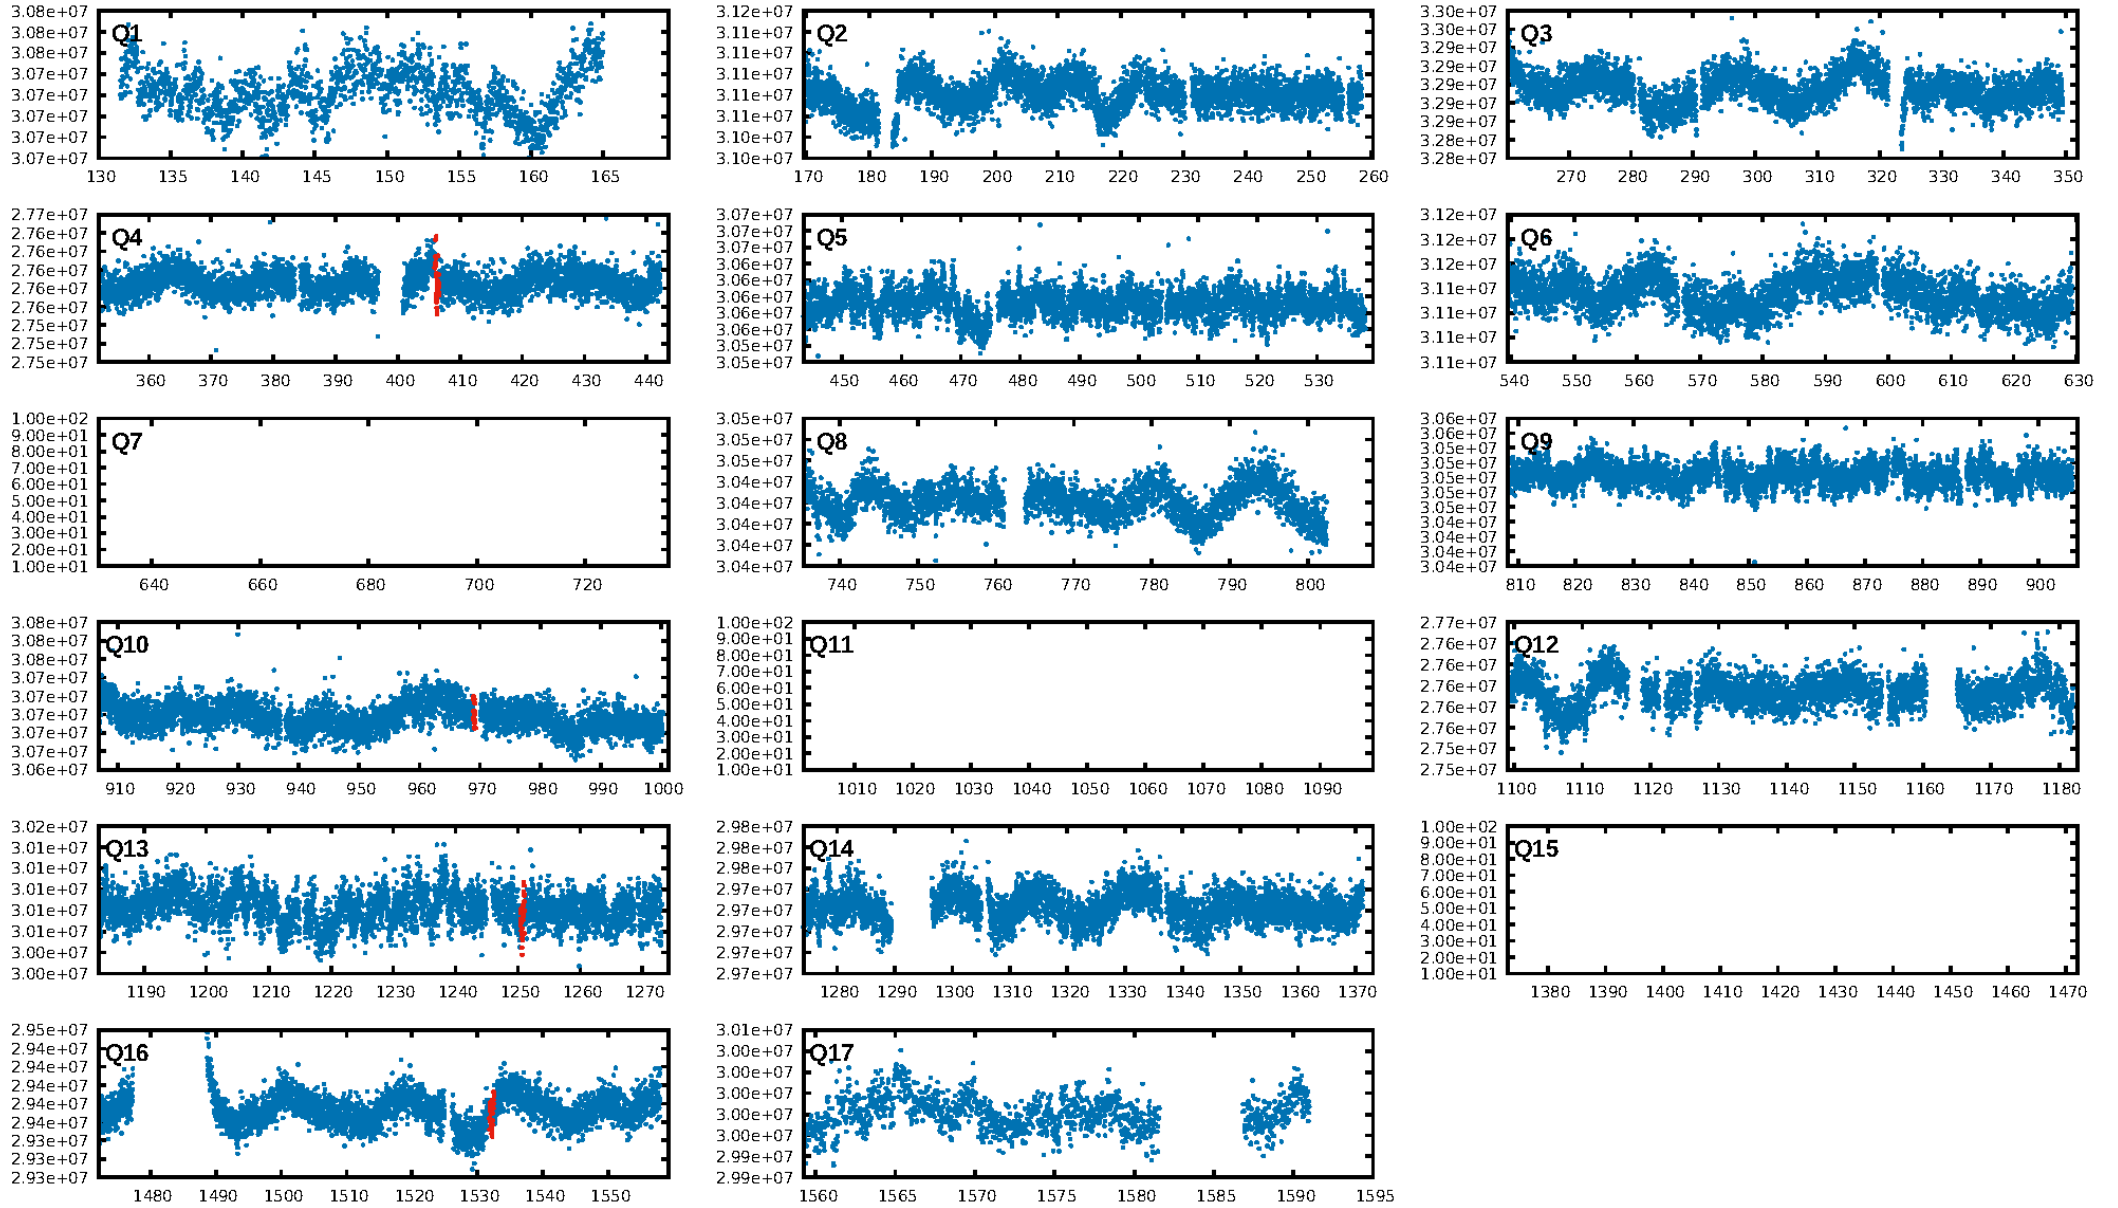 3.08e+07
3.08e+07
3.08e+07
3.07e+07
3.07e+07
3.07e+07
3.07e+07
3.07e+07
Q1
130 135 140 145 150 155 160 165
3.12e+07
3.11e+07
3.11e+07
3.11e+07
3.11e+07
3.11e+07
3.10e+07
3.10e+07
Q2
170 180 190 200 210 220 230 240 250 260
3.30e+07
3.30e+07
3.29e+07
3.29e+07
3.29e+07
3.29e+07
3.29e+07
3.28e+07
3.28e+07
Q3
270 280 290 300 310 320 330 340 350
2.77e+07
2.76e+07
2.76e+07
2.76e+07
2.76e+07
2.76e+07
2.75e+07
2.75e+07
2.75e+07
Q4
360 370 380 390 400 410 420 430 440
3.07e+07
3.07e+07
3.07e+07
3.06e+07
3.06e+07
3.06e+07
3.06e+07
3.06e+07
3.05e+07
3.05e+07
Q5
450 460 470 480 490 500 510 520 530
3.12e+07
3.12e+07
3.12e+07
3.11e+07
3.11e+07
3.11e+07
3.11e+07
Q6
540 550 560 570 580 590 600 610 620 630
1.00e+02
9.00e+01
8.00e+01
7.00e+01
6.00e+01
5.00e+01
4.00e+01
3.00e+01
2.00e+01
1.00e+01
Q7
640 660 680 700 720
3.05e+07
3.05e+07
3.05e+07
3.04e+07
3.04e+07
3.04e+07
3.04e+07
3.04e+07
Q8
740 750 760 770 780 790 800
3.06e+07
3.06e+07
3.05e+07
3.05e+07
3.05e+07
3.05e+07
3.05e+07
3.04e+07
3.04e+07
3.04e+07
3.04e+07
Q9
810 820 830 840 850 860 870 880 890 900
3.08e+07
3.08e+07
3.08e+07
3.07e+07
3.07e+07
3.07e+07
3.07e+07
3.07e+07
3.06e+07
Q10
910 920 930 940 950 960 970 980 990 1000
1.00e+02
9.00e+01
8.00e+01
7.00e+01
6.00e+01
5.00e+01
4.00e+01
3.00e+01
2.00e+01
1.00e+01
Q11
1010 1020 1030 1040 1050 1060 1070 1080 1090
2.77e+07
2.76e+07
2.76e+07
2.76e+07
2.76e+07
2.76e+07
2.75e+07
2.75e+07
Q12
1100 1110 1120 1130 1140 1150 1160 1170 1180
3.02e+07
3.01e+07
3.01e+07
3.01e+07
3.01e+07
3.01e+07
3.00e+07
3.00e+07
Q13
1190 1200 1210 1220 1230 1240 1250 1260 1270
2.98e+07
2.98e+07
2.98e+07
2.97e+07
2.97e+07
2.97e+07
2.97e+07
2.97e+07
Q14
1280 1290 1300 1310 1320 1330 1340 1350 1360 1370
1.00e+02
9.00e+01
8.00e+01
7.00e+01
6.00e+01
5.00e+01
4.00e+01
3.00e+01
2.00e+01
1.00e+01
Q15
1380 1390 1400 1410 1420 1430 1440 1450 1460 1470
2.95e+07
2.94e+07
2.94e+07
2.94e+07
2.94e+07
2.94e+07
2.93e+07
2.93e+07
2.93e+07
Q16
1480 1490 1500 1510 1520 1530 1540 1550
3.01e+07
3.00e+07
3.00e+07
3.00e+07
3.00e+07
3.00e+07
2.99e+07
2.99e+07
Q17
1560 1565 1570 1575 1580 1585 1590 1595